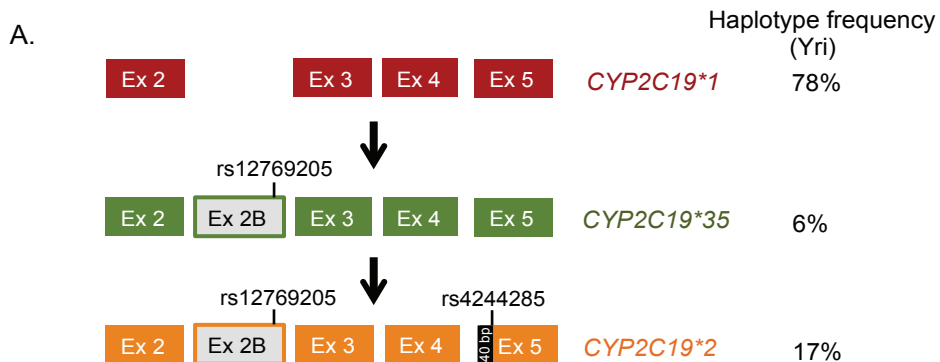 A.
Haplotype frequency
(Yri)
Ex 2 Ex 3 Ex 4 Ex 5 CYP2C19*1 78%
rs12769205
Ex 2 Ex 2B Ex 3 Ex 4 Ex 5 CYP2C19*35 6%
rs12769205 rs4244285
Ex 2 Ex 2B Ex 3 Ex 4 40 bp Ex 5 CYP2C19*2 17%